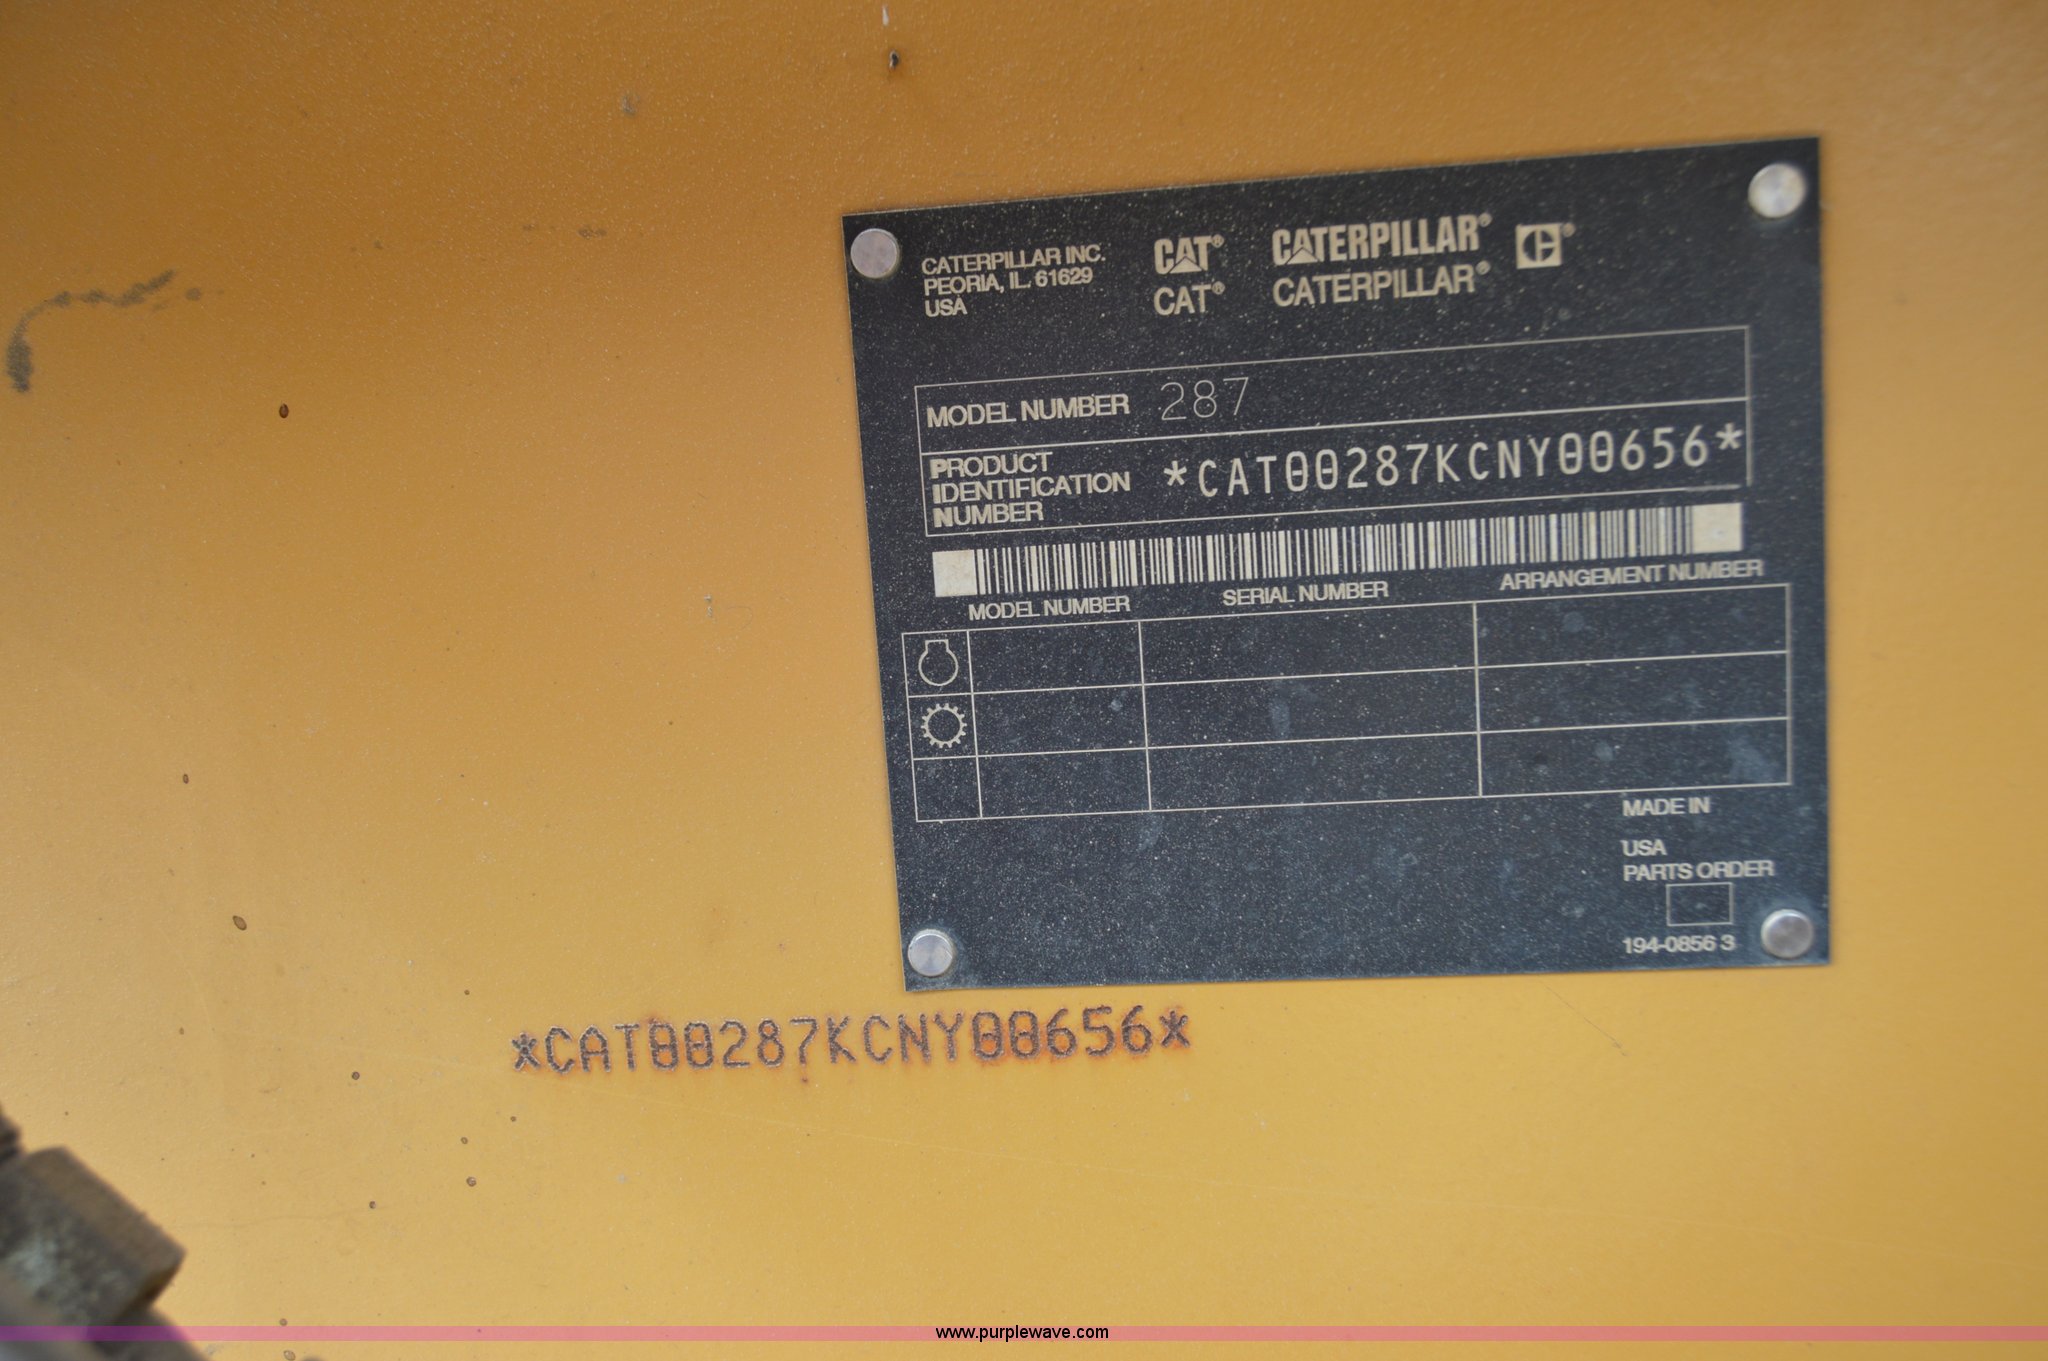 CATERPILLAR INC.
PEORIA, IL. 61629
USA
CAT® CATERPILLAR® ®
CAT® CATERPILLAR®
MODEL NUMBER 287
PRODUCT
IDENTIFICATION
NUMBER
*CAT00287KCNY00656*
MODEL NUMBER SERIAL NUMBER ARRANGEMENT NUMBER
MADE IN
USA
PARTS ORDER
194-0856 3
*CAT00287KCNY00656*
www.purplewave.com